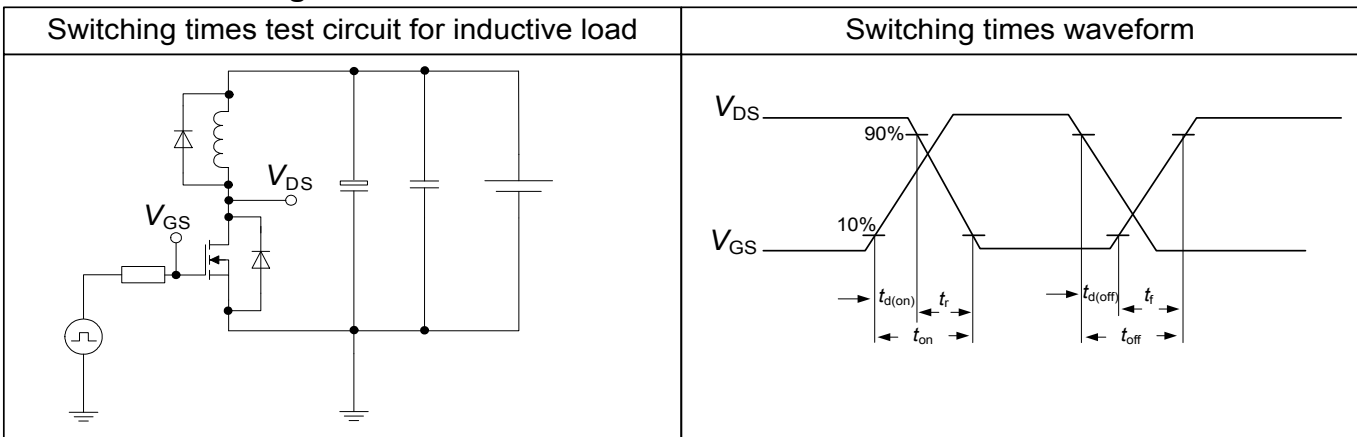 Switching times test circuit for inductive load
Switching times waveform
VDS
VGS
VDS
90%
10%
VGS
td(on)
tr
ton
td(off)
tf
toff